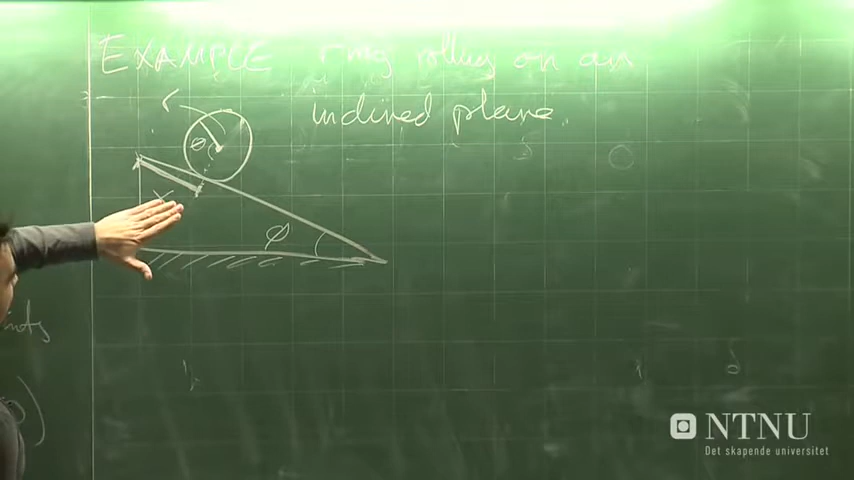 EXAMPLE ring rolling on an
inclined plane.
θ
x
φ
NTNU
Det skapende universitet